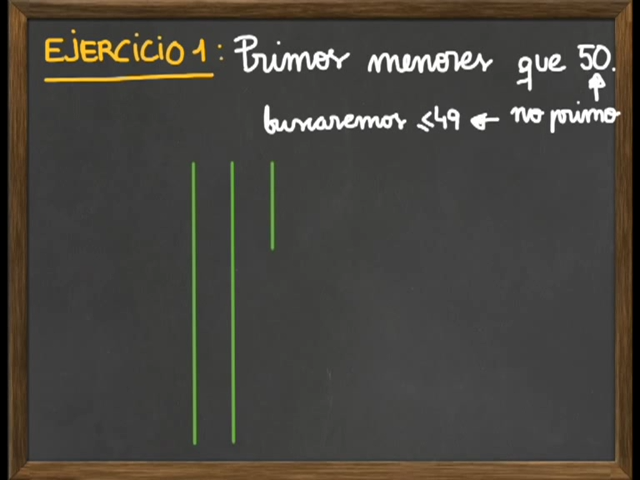 EJERCICIO 1: Primos menores que 50.
buscaremos ≤49 ← no primo